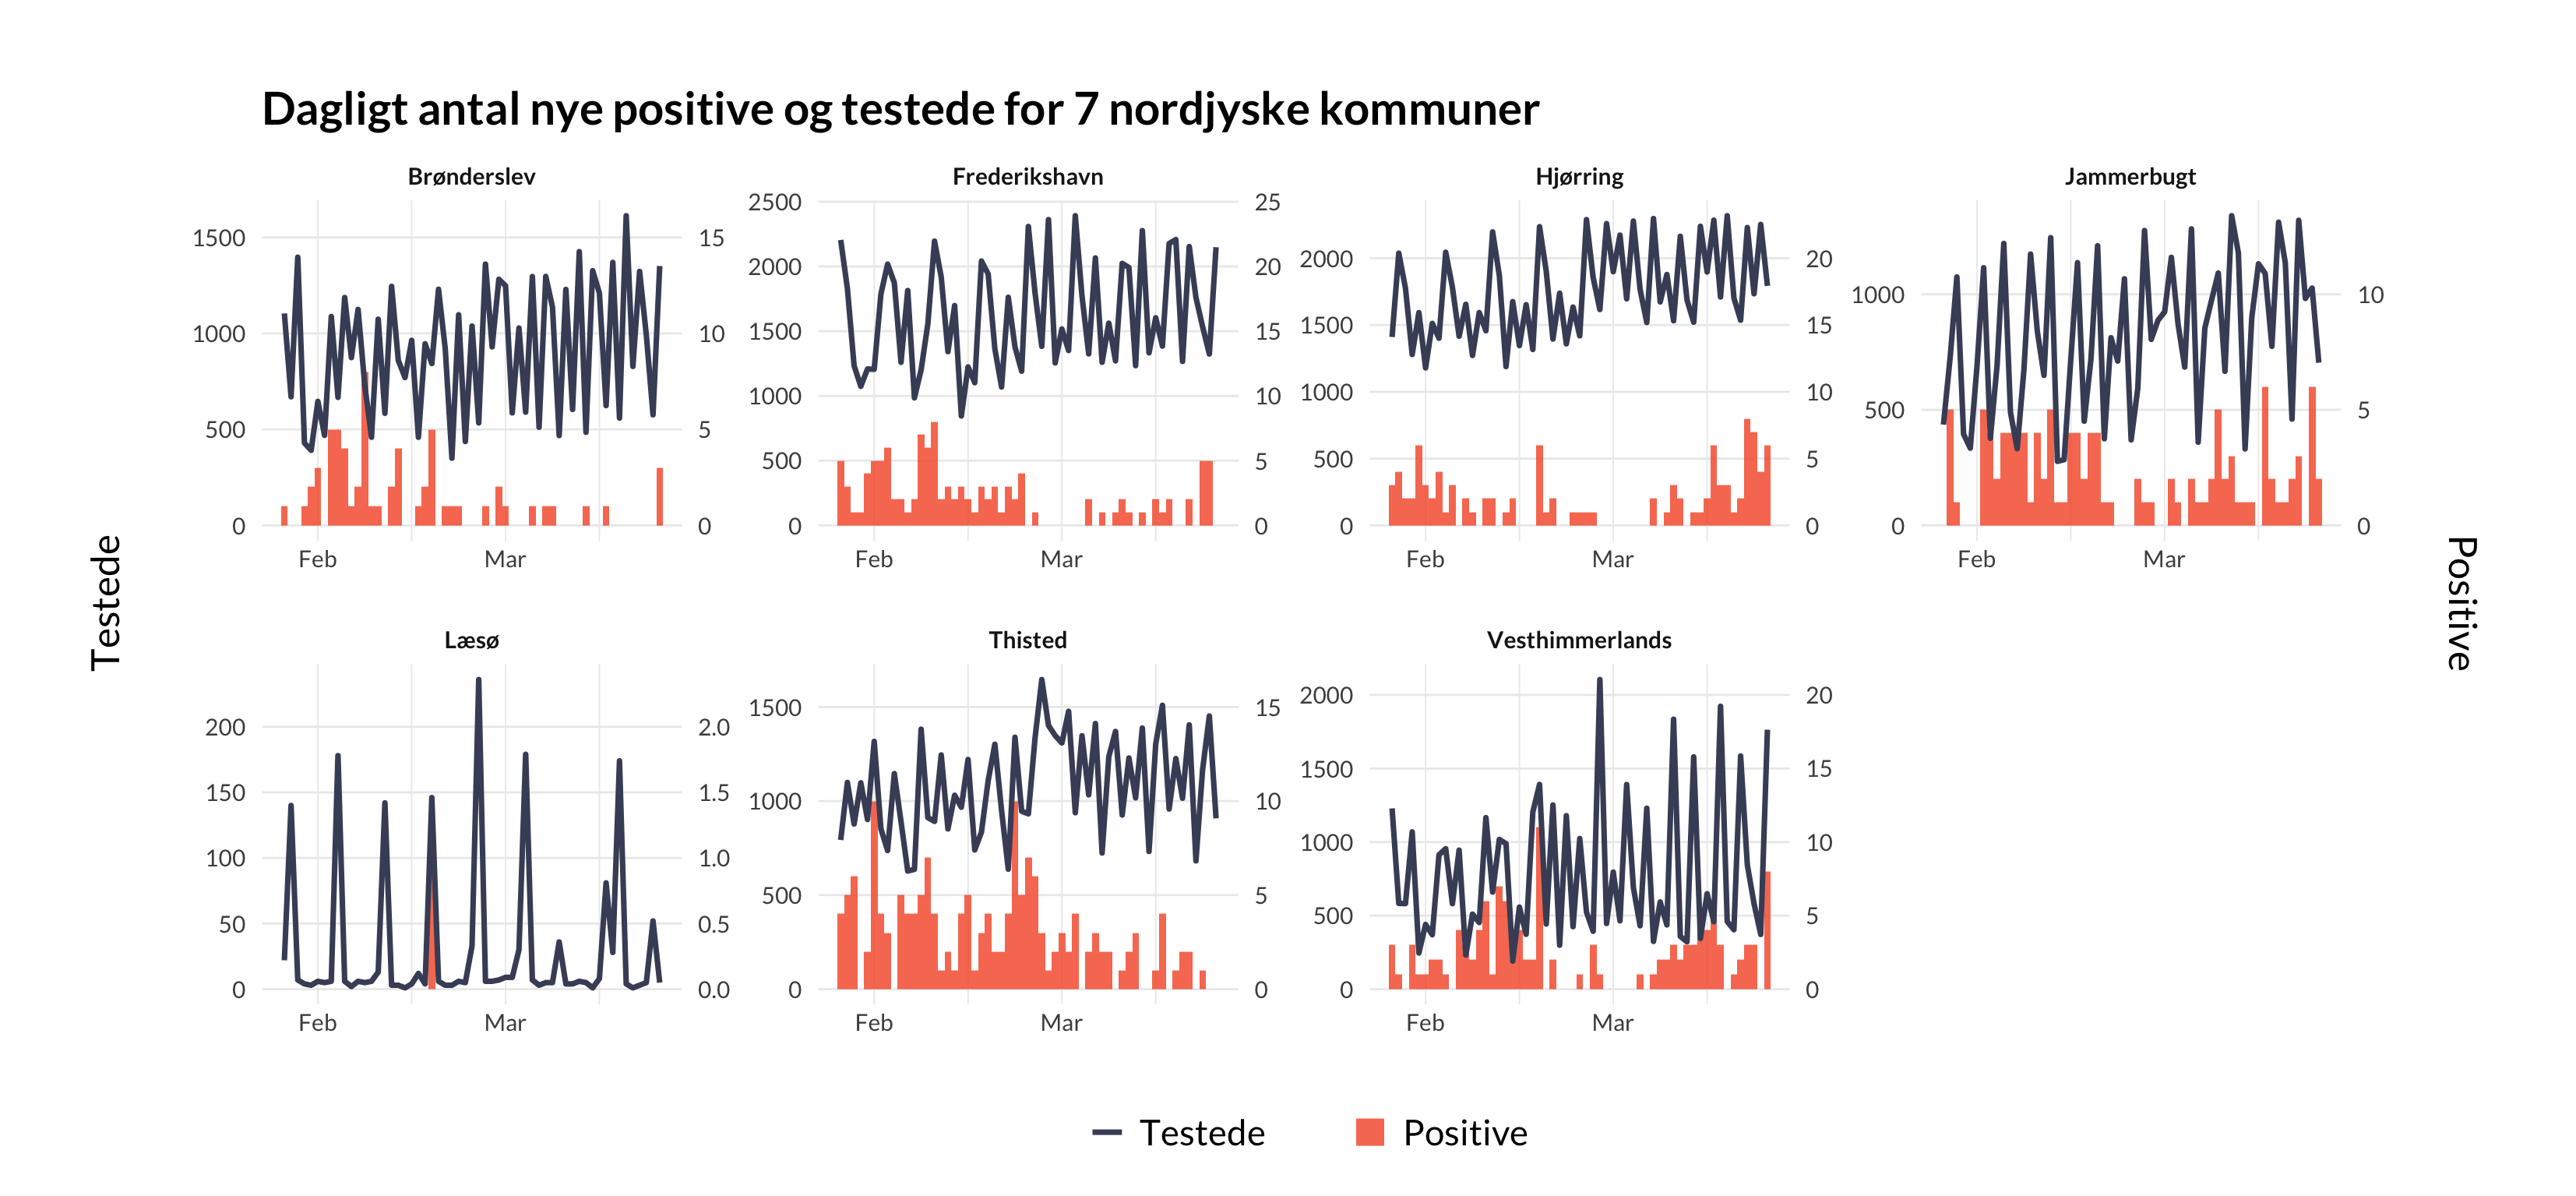 Dagligt antal nye positive og testede for 7 nordjyske kommuner
Brønderslev
Frederikshavn
Hjørring
Jammerbugt
1500
1000
500
0
15
10
5
0
Feb
Mar
2500
2000
1500
1000
500
0
25
20
15
10
5
0
Feb
Mar
2000
1500
1000
500
0
20
15
10
5
0
Feb
Mar
1000
500
0
10
5
0
Feb
Mar
Testede
Positive
Læsø
Thisted
Vesthimmerlands
200
150
100
50
0
2.0
1.5
1.0
0.5
0.0
Feb
Mar
1500
1000
500
0
15
10
5
0
Feb
Mar
2000
1500
1000
500
0
20
15
10
5
0
Feb
Mar
Testede
Positive